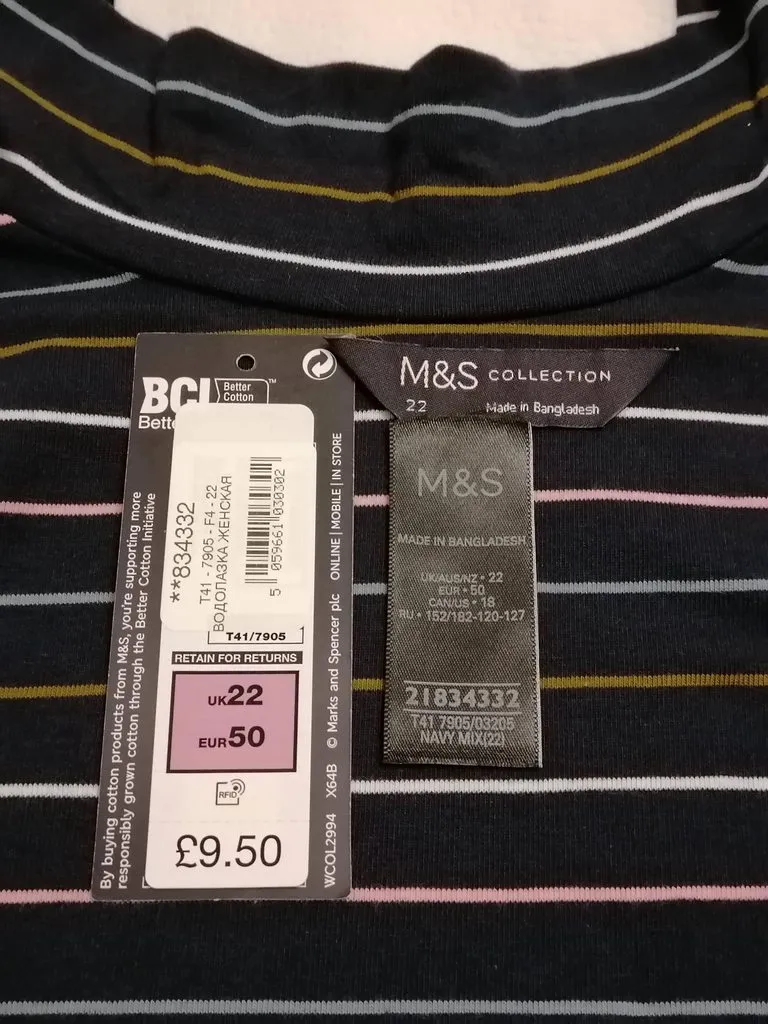 BCI
Better
Cotton
™
Bette
**834332
T41 - 7905 - F4 - 22
ВОДОЛАЗКА ЖЕНСКАЯ
5 059661 030302
T41/7905
RETAIN FOR RETURNS
UK22
EUR50
RFID
£9.50
By buying cotton products from M&S, you're supporting more
responsibly grown cotton through the Better Cotton Initiative
WCOL2994 X64B © Marks and Spencer plc ONLINE | MOBILE | IN STORE
M&S COLLECTION
22 Made in Bangladesh
M&S
MADE IN BANGLADESH
UK/AUS/NZ • 22
EUR • 50
CAN/US • 18
RU • 152/182-120-127
21834332
T41 7905/03205
NAVY MIX(22)